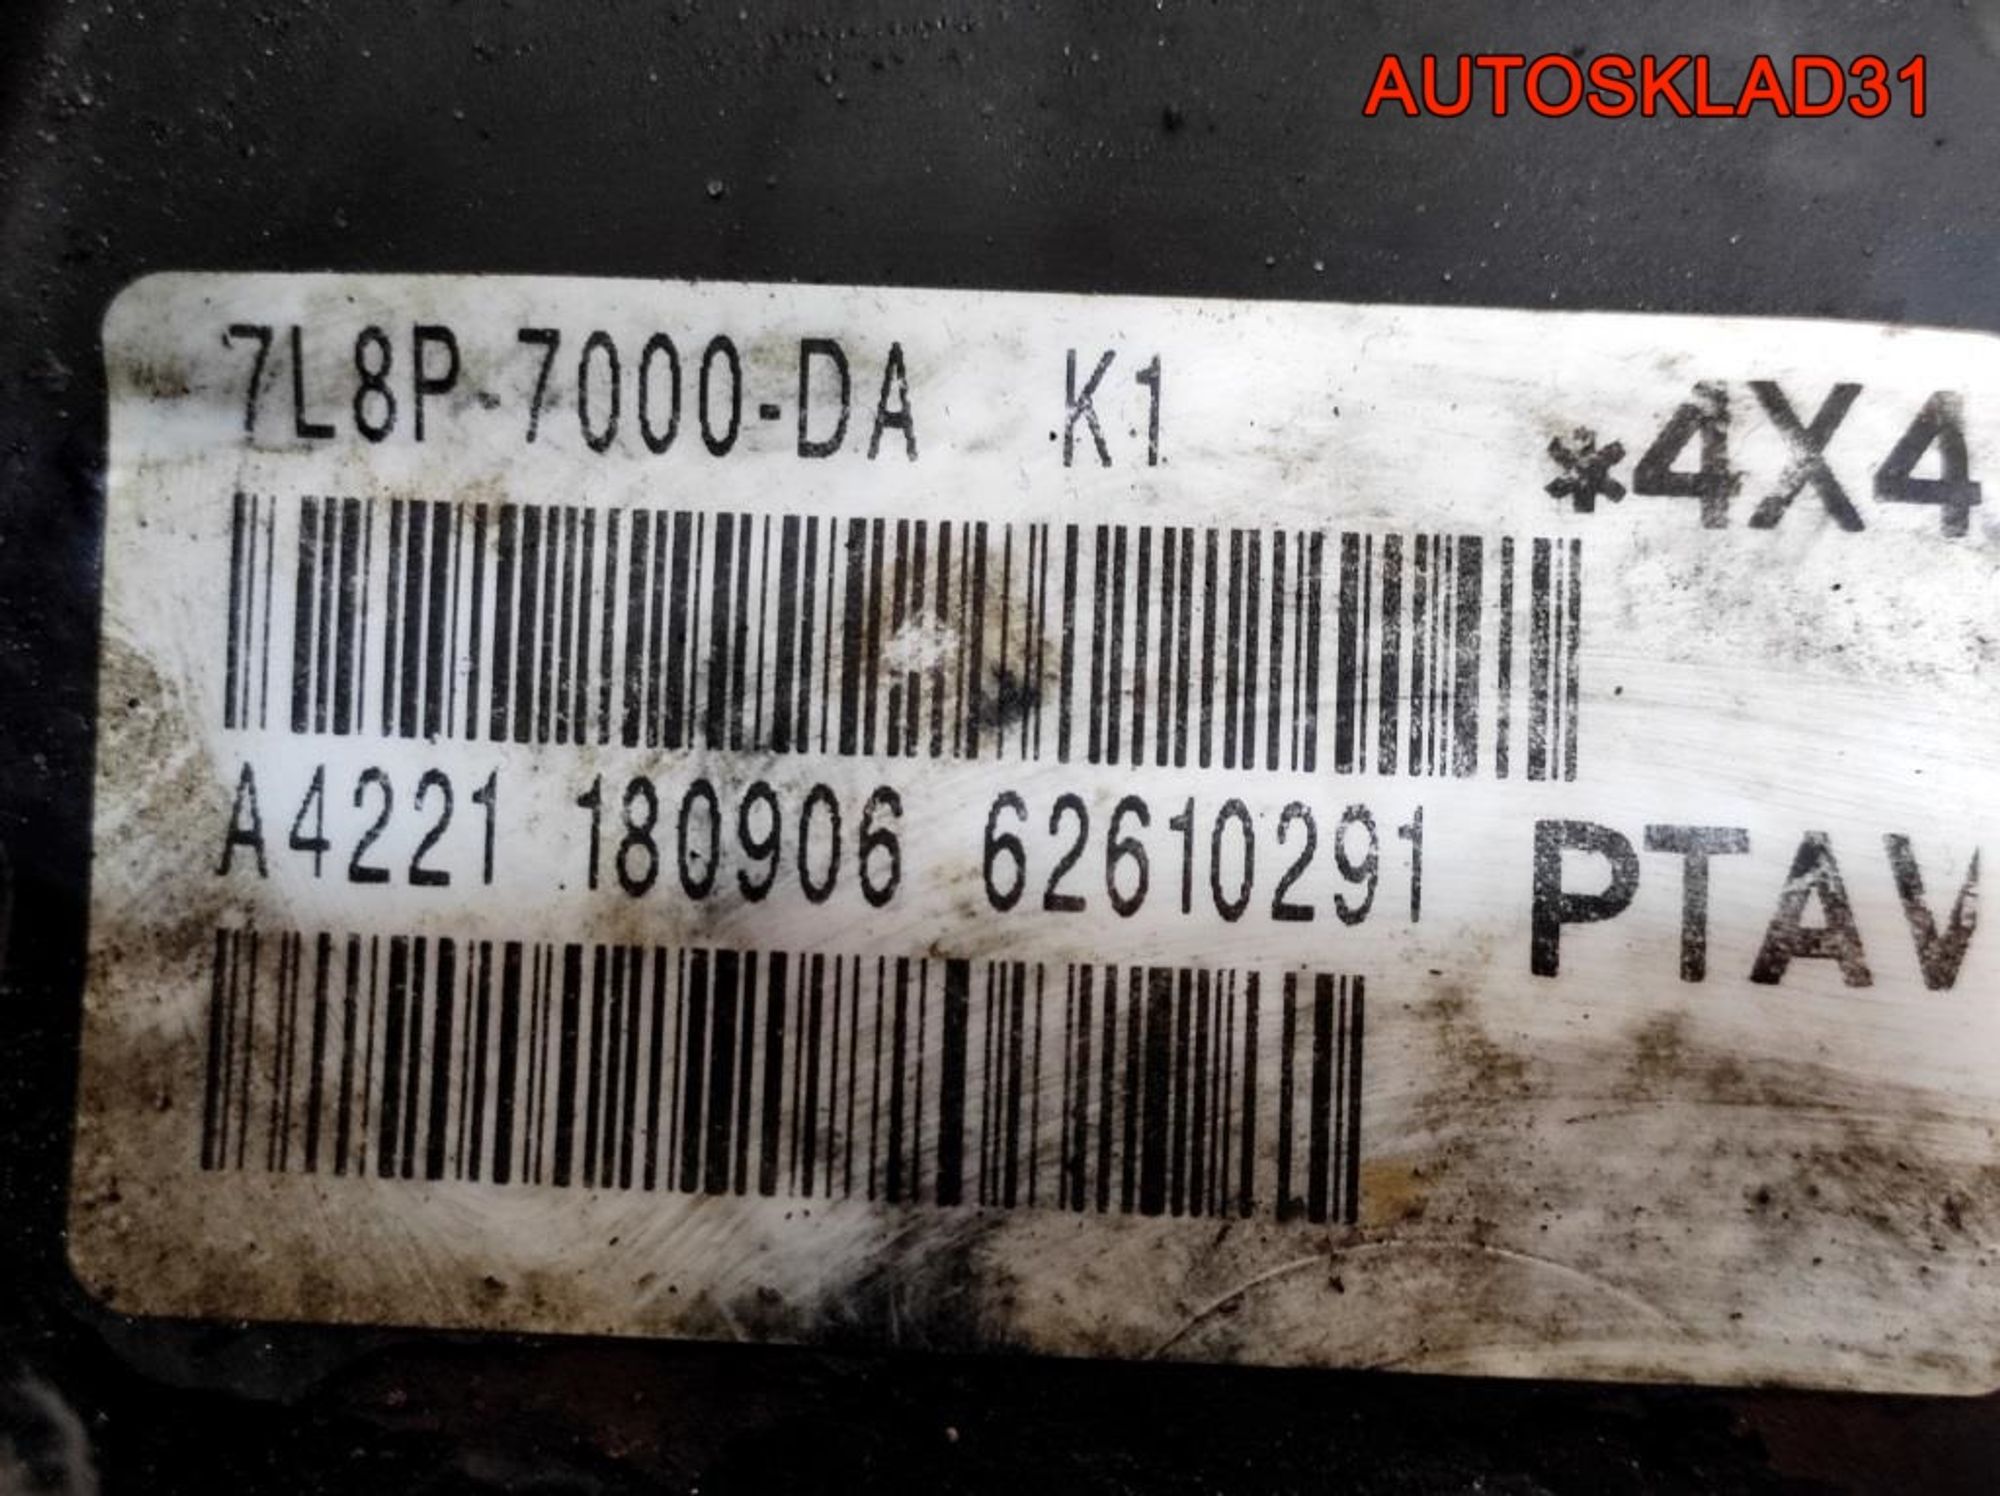 AUTOSKLAD31
7L8P-7000-DA K1
*4X4
A4221 180906 62610291
PTAV